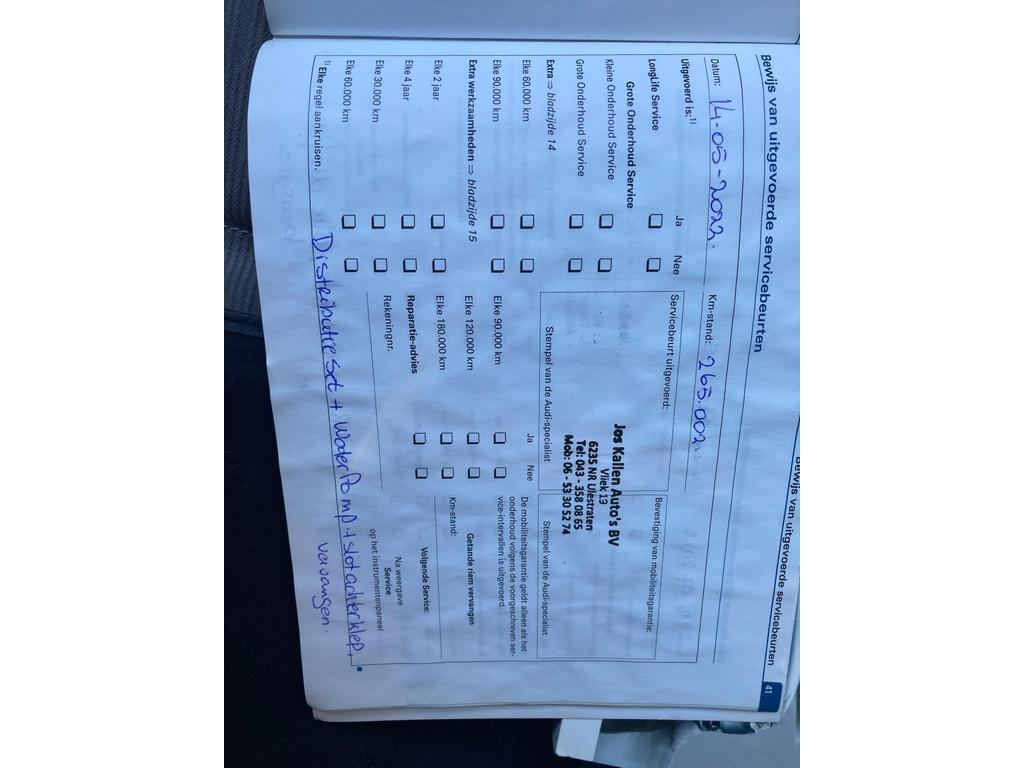 Bewijs van uitgevoerde servicebeurten
Bewijs van uitgevoerde servicebeurten
41
Datum: 14-05-2022. Km-stand: 265.002
Uitgevoerd is:1) Ja Nee
LongLife Service
Grote Onderhoud Service
Kleine Onderhoud Service
Grote Onderhoud Service
Extra ⇒ bladzijde 14
Elke 60.000 km
Elke 90.000 km
Extra werkzaamheden ⇒ bladzijde 15
Elke 2 jaar
Elke 4 jaar
Elke 30.000 km
Elke 60.000 km
1) Elke regel aankruisen.
Servicebeurt uitgevoerd:
Bevestiging van mobiliteitsgarantie:
Jos Kallen Auto's BV
Vliek 13
6235 NR Ulestraten
Tel: 043 - 358 08 65
Mob: 06 - 53 30 52 74
Stempel van de Audi-specialist
Stempel van de Audi-specialist
Ja Nee
Elke 90.000 km
Elke 120.000 km
Elke 180.000 km
Reparatie-advies
Rekeningnr.
De mobiliteitsgarantie geldt alleen als het
onderhoud volgens de voorgeschreven ser-
vice-intervallen is uitgevoerd.
Getande riem vervangen
Km-stand:
Volgende Service:
Na weergave
Service
op het instrumentenpaneel
Distributie set + WaterPomp + slot achterklep,
vervangen.